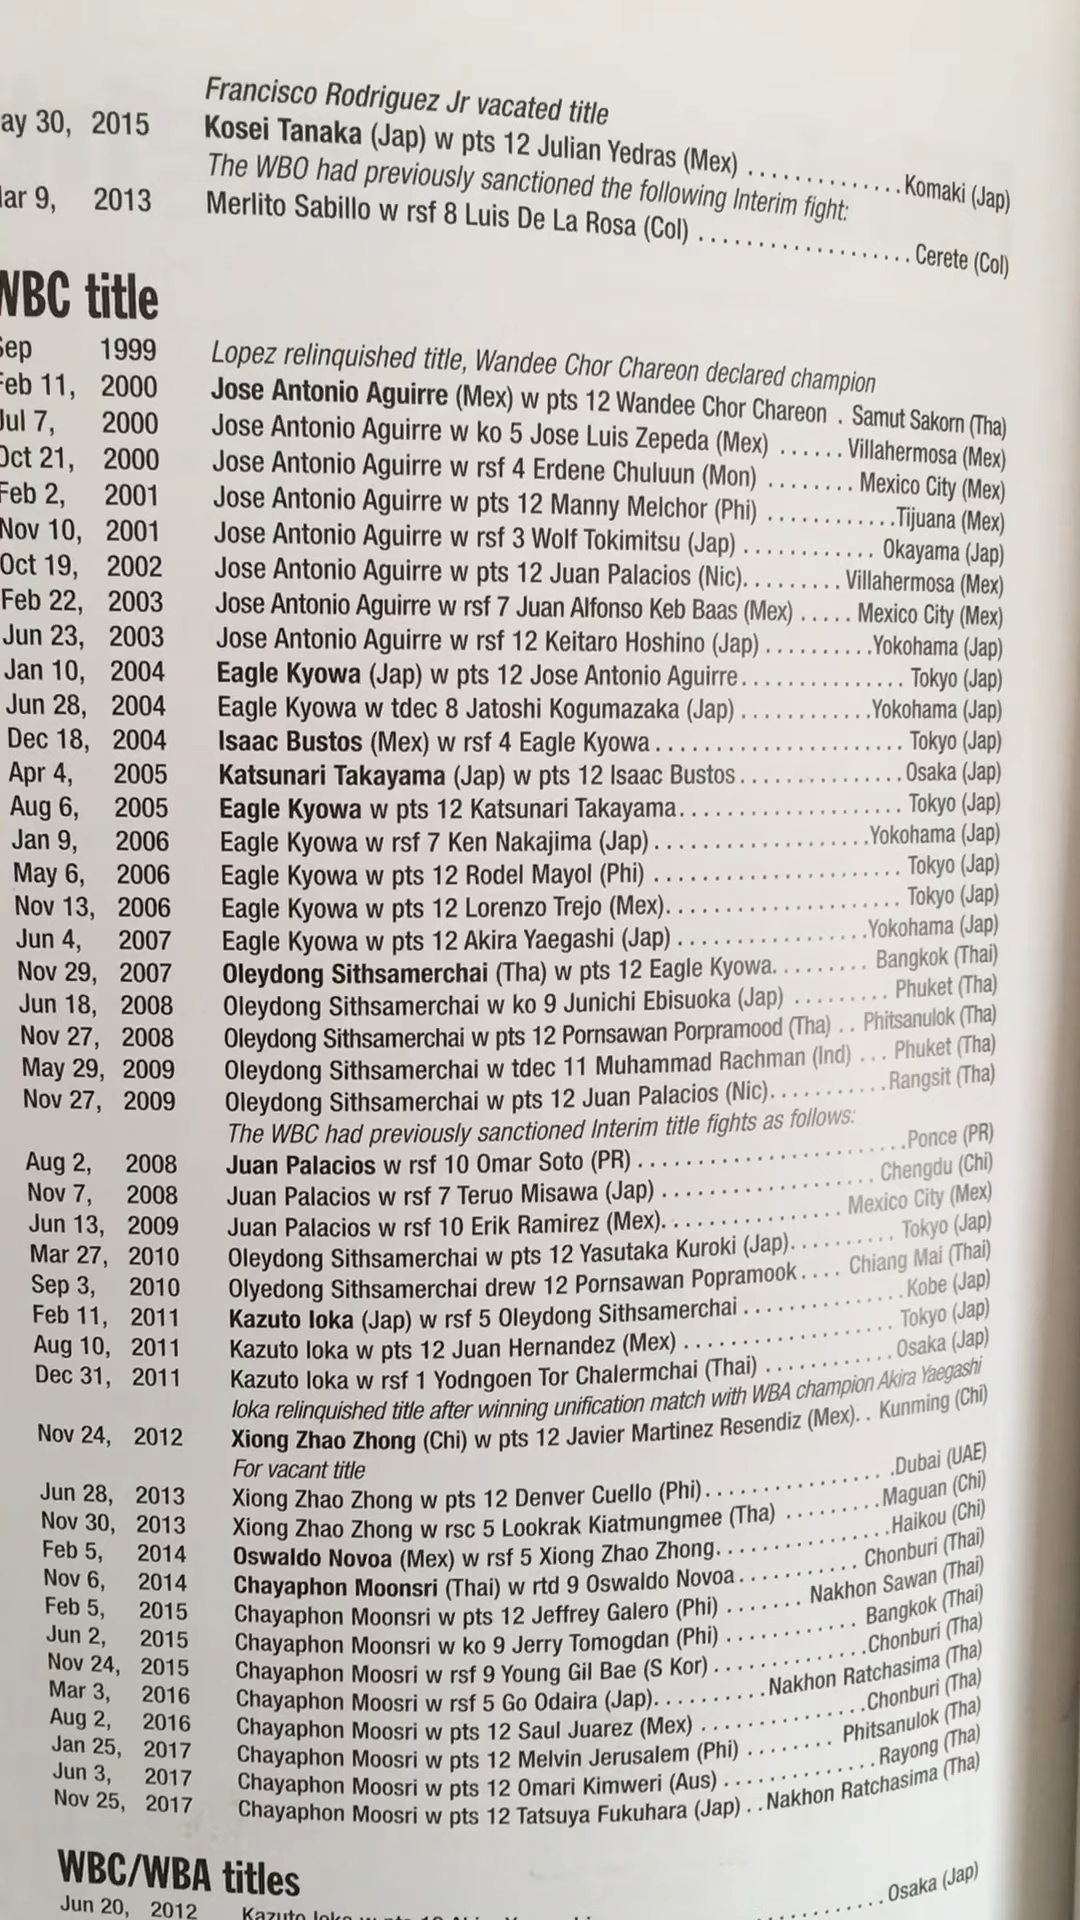 Francisco Rodriguez Jr vacated title
ay 30, 2015 Kosei Tanaka (Jap) w pts 12 Julian Yedras (Mex) .............. Komaki (Jap)
The WBO had previously sanctioned the following Interim fight:
ar 9, 2013 Merlito Sabillo w rsf 8 Luis De La Rosa (Col) .................. Cerete (Col)
WBC title
Sep 1999 Lopez relinquished title, Wandee Chor Chareon declared champion
Feb 11, 2000 Jose Antonio Aguirre (Mex) w pts 12 Wandee Chor Chareon . Samut Sakorn (Tha)
Jul 7, 2000 Jose Antonio Aguirre w ko 5 Jose Luis Zepeda (Mex) ...... Villahermosa (Mex)
Oct 21, 2000 Jose Antonio Aguirre w rsf 4 Erdene Chuluun (Mon) ........ Mexico City (Mex)
Feb 2, 2001 Jose Antonio Aguirre w pts 12 Manny Melchor (Phi) ............ Tijuana (Mex)
Nov 10, 2001 Jose Antonio Aguirre w rsf 3 Wolf Tokimitsu (Jap) ........... Okayama (Jap)
Oct 19, 2002 Jose Antonio Aguirre w pts 12 Juan Palacios (Nic)......... Villahermosa (Mex)
Feb 22, 2003 Jose Antonio Aguirre w rsf 7 Juan Alfonso Keb Baas (Mex) ..... Mexico City (Mex)
Jun 23, 2003 Jose Antonio Aguirre w rsf 12 Keitaro Hoshino (Jap) .......... Yokohama (Jap)
Jan 10, 2004 Eagle Kyowa (Jap) w pts 12 Jose Antonio Aguirre.............. Tokyo (Jap)
Jun 28, 2004 Eagle Kyowa w tdec 8 Jatoshi Kogumazaka (Jap) ............ Yokohama (Jap)
Dec 18, 2004 Isaac Bustos (Mex) w rsf 4 Eagle Kyowa ..................... Tokyo (Jap)
Apr 4, 2005 Katsunari Takayama (Jap) w pts 12 Isaac Bustos .............. Osaka (Jap)
Aug 6, 2005 Eagle Kyowa w pts 12 Katsunari Takayama................... Tokyo (Jap)
Jan 9, 2006 Eagle Kyowa w rsf 7 Ken Nakajima (Jap) ................... Yokohama (Jap)
May 6, 2006 Eagle Kyowa w pts 12 Rodel Mayol (Phi) ..................... Tokyo (Jap)
Nov 13, 2006 Eagle Kyowa w pts 12 Lorenzo Trejo (Mex).................... Tokyo (Jap)
Jun 4, 2007 Eagle Kyowa w pts 12 Akira Yaegashi (Jap) ................. Yokohama (Jap)
Nov 29, 2007 Oleydong Sithsamerchai (Tha) w pts 12 Eagle Kyowa......... Bangkok (Thai)
Jun 18, 2008 Oleydong Sithsamerchai w ko 9 Junichi Ebisuoka (Jap) ........ Phuket (Tha)
Nov 27, 2008 Oleydong Sithsamerchai w pts 12 Pornsawan Porpramood (Tha) .. Phitsanulok (Tha)
May 29, 2009 Oleydong Sithsamerchai w tdec 11 Muhammad Rachman (Ind) ... Phuket (Tha)
Nov 27, 2009 Oleydong Sithsamerchai w pts 12 Juan Palacios (Nic).......... Rangsit (Tha)
The WBC had previously sanctioned Interim title fights as follows:
Aug 2, 2008 Juan Palacios w rsf 10 Omar Soto (PR) ....................... Ponce (PR)
Nov 7, 2008 Juan Palacios w rsf 7 Teruo Misawa (Jap) .................. Chengdu (Chi)
Jun 13, 2009 Juan Palacios w rsf 10 Erik Ramirez (Mex)............... Mexico City (Mex)
Mar 27, 2010 Oleydong Sithsamerchai w pts 12 Yasutaka Kuroki (Jap).......... Tokyo (Jap)
Sep 3, 2010 Olyedong Sithsamerchai drew 12 Pornsawan Popramook .... Chiang Mai (Thai)
Feb 11, 2011 Kazuto Ioka (Jap) w rsf 5 Oleydong Sithsamerchai .............. Kobe (Jap)
Aug 10, 2011 Kazuto Ioka w pts 12 Juan Hernandez (Mex) .................. Tokyo (Jap)
Dec 31, 2011 Kazuto Ioka w rsf 1 Yodngoen Tor Chalermchai (Thai) ........... Osaka (Jap)
Ioka relinquished title after winning unification match with WBA champion Akira Yaegashi
Nov 24, 2012 Xiong Zhao Zhong (Chi) w pts 12 Javier Martinez Resendiz (Mex).. Kunming (Chi)
For vacant title
Jun 28, 2013 Xiong Zhao Zhong w pts 12 Denver Cuello (Phi)................ Dubai (UAE)
Nov 30, 2013 Xiong Zhao Zhong w rsc 5 Lookrak Kiatmungmee (Tha) ........ Maguan (Chi)
Feb 5, 2014 Oswaldo Novoa (Mex) w rsf 5 Xiong Zhao Zhong............... Haikou (Chi)
Nov 6, 2014 Chayaphon Moonsri (Thai) w rtd 9 Oswaldo Novoa .......... Chonburi (Thai)
Feb 5, 2015 Chayaphon Moonsri w pts 12 Jeffrey Galero (Phi) ....... Nakhon Sawan (Thai)
Jun 2, 2015 Chayaphon Moonsri w ko 9 Jerry Tomogdan (Phi) ........... Bangkok (Thai)
Nov 24, 2015 Chayaphon Moosri w rsf 9 Young Gil Bae (S Kor) ............. Chonburi (Tha)
Mar 3, 2016 Chayaphon Moosri w rsf 5 Go Odaira (Jap).......... Nakhon Ratchasima (Tha)
Aug 2, 2016 Chayaphon Moosri w pts 12 Saul Juarez (Mex) .............. Chonburi (Tha)
Jan 25, 2017 Chayaphon Moosri w pts 12 Melvin Jerusalem (Phi) ........ Phitsanulok (Tha)
Jun 3, 2017 Chayaphon Moosri w pts 12 Omari Kimweri (Aus) ............. Rayong (Tha)
Nov 25, 2017 Chayaphon Moosri w pts 12 Tatsuya Fukuhara (Jap) .. Nakhon Ratchasima (Tha)
WBC/WBA titles
Jun 20, 2012 Kazuto Ioka w pts ........... Osaka (Jap)